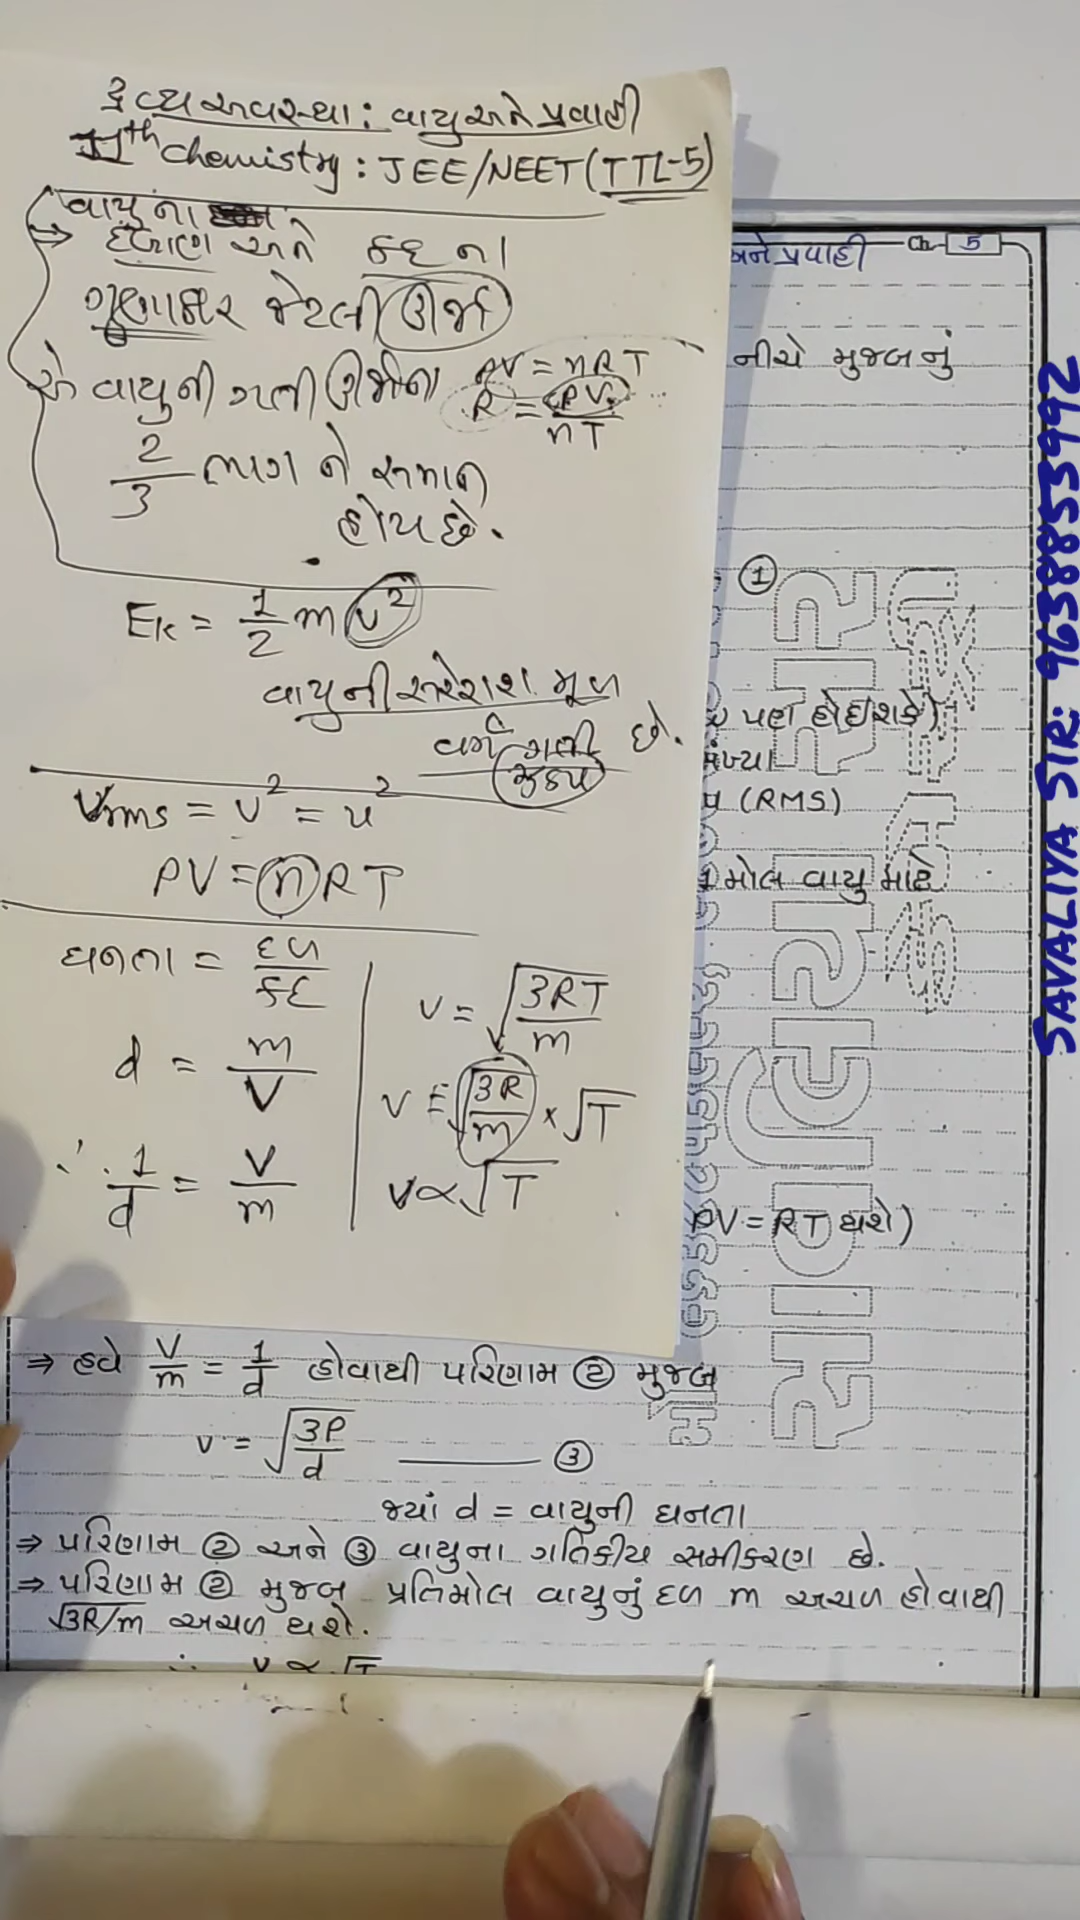 દ્રવ્ય અવસ્થા: વાયુ અને પ્રવાહી
11th Chemistry: JEE/NEET (TTL-5)
વાયુના
⇒ દબાણ અને કદ ના
ગુણાકાર જેટલી ઊર્જા
એ વાયુની ગતી ઊર્જાના
2/3 ભાગ ને સમાન
હોય છે.
PV = nRT
R = PV/nT
EK = 1/2 m v²
વાયુની સરેરાશ મૂળ
વર્ગ ગતી છે.
Vrms = v² = u²
PV = nRT
ઘનતા = દળ/કદ
d = m/V
∴ 1/d = V/m
v = √3RT/m
v = √3R/m × √T
v ∝ √T
અને પ્રવાહી Ch 5
નીચે મુજબનું
①
પણ હોઈ શકે)
સંખ્યા
(RMS)
1 મોલ વાયુ માટે
PV = RT થશે)
⇒ હવે V/m = 1/d હોવાથી પરિણામ ② મુજબ
v = √3P/d —— ③
જ્યાં d = વાયુની ઘનતા
⇒ પરિણામ ② અને ③ વાયુના ગતિકીય સમીકરણ છે.
⇒ પરિણામ ② મુજબ પ્રતિમોલ વાયુનું દળ m અચળ હોવાથી
√3R/m અચળ થશે.
∴ v ∝ √T
SAVALIYA SIR: 9638853992